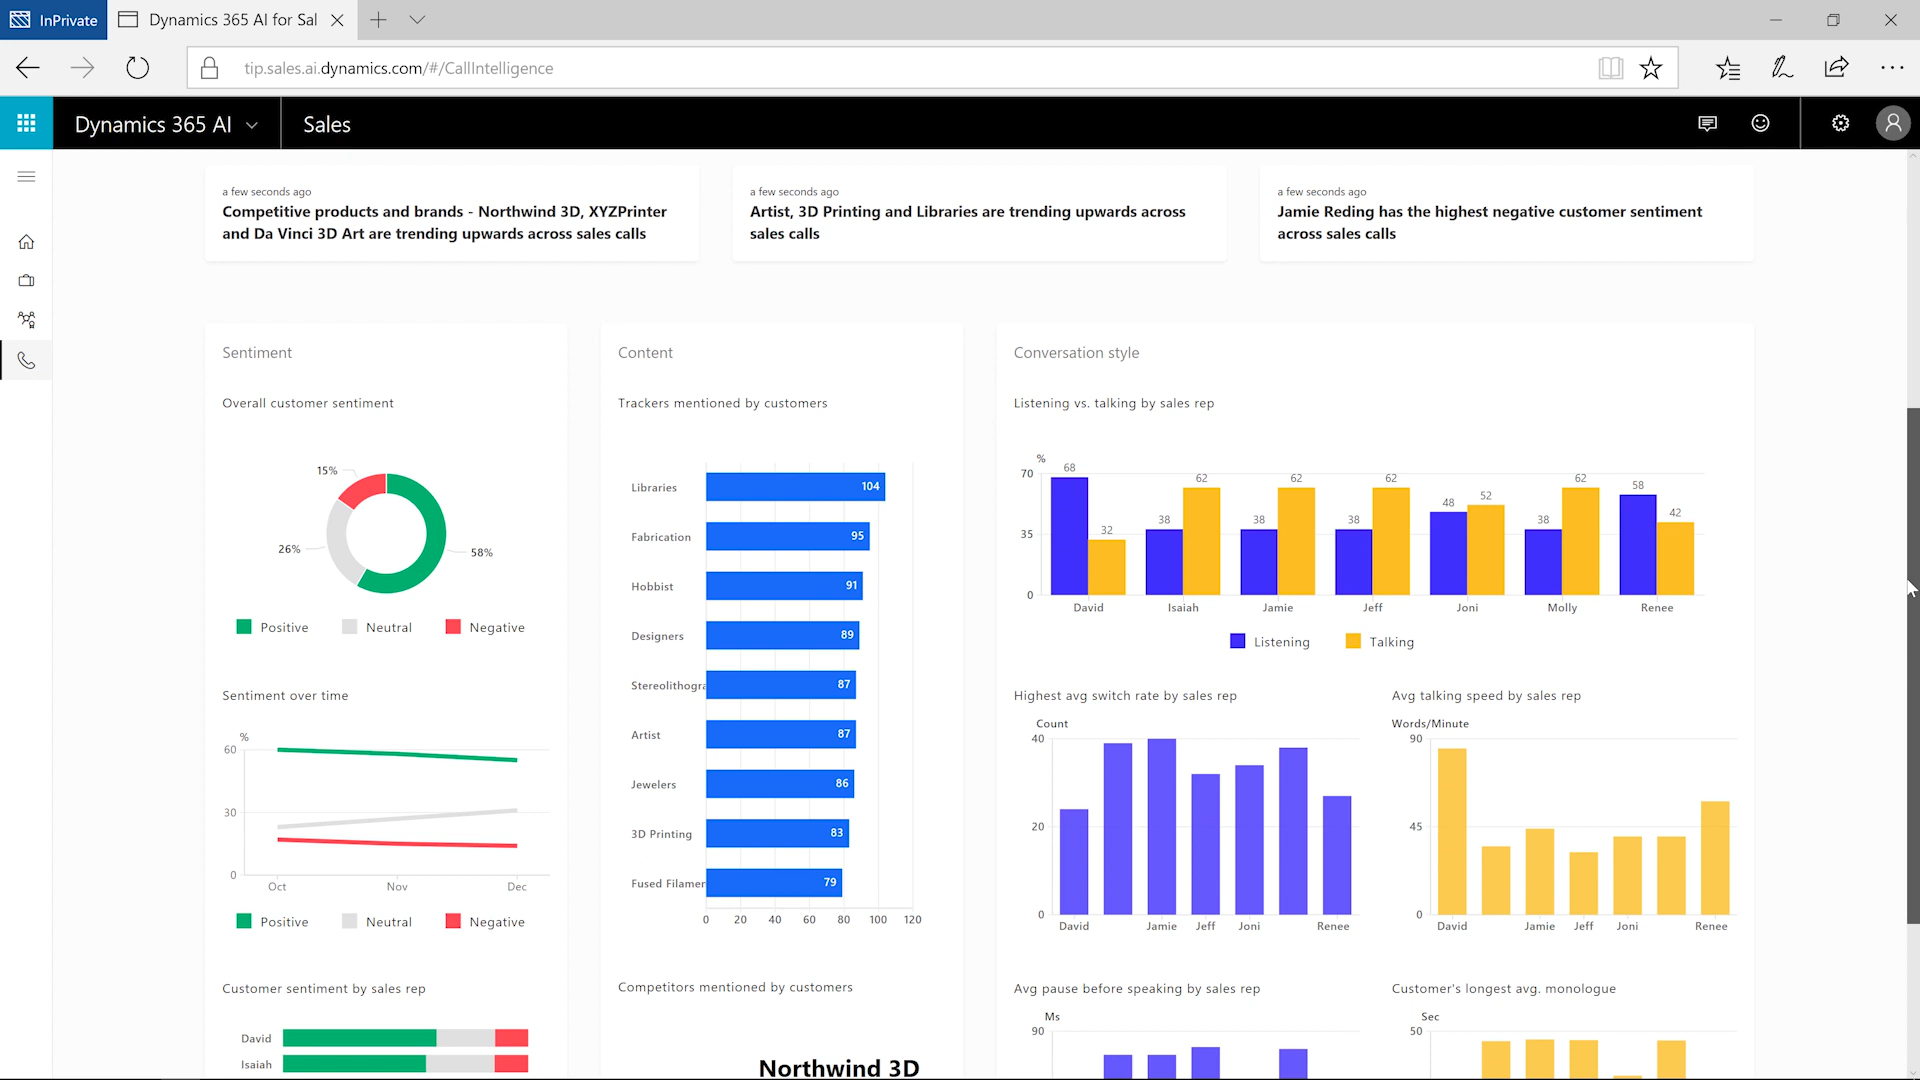 InPrivate
Dynamics 365 AI for Sal
tip.sales.ai.dynamics.com/#/CallIntelligence
Dynamics 365 AI
Sales
a few seconds ago
Competitive products and brands - Northwind 3D, XYZPrinter
and Da Vinci 3D Art are trending upwards across sales calls
a few seconds ago
Artist, 3D Printing and Libraries are trending upwards across
sales calls
a few seconds ago
Jamie Reding has the highest negative customer sentiment
across sales calls
Sentiment
Overall customer sentiment
15%
26%
58%
Positive Neutral Negative
Sentiment over time
%
60
30
0
Oct Nov Dec
Positive Neutral Negative
Customer sentiment by sales rep
David
Isaiah
Content
Trackers mentioned by customers
Libraries 104
Fabrication 95
Hobbist 91
Designers 89
Stereolithogra 87
Artist 87
Jewelers 86
3D Printing 83
Fused Filamer 79
0 20 40 60 80 100 120
Competitors mentioned by customers
Northwind 3D
Conversation style
Listening vs. talking by sales rep
%
70
35
0
68 32 38 62 38 62 38 62 48 52 38 62 58 42
David Isaiah Jamie Jeff Joni Molly Renee
Listening Talking
Highest avg switch rate by sales rep
Count
40
20
0
David Jamie Jeff Joni Renee
Avg talking speed by sales rep
Words/Minute
90
45
0
David Jamie Jeff Joni Renee
Avg pause before speaking by sales rep
Ms
90
Customer's longest avg. monologue
Sec
50